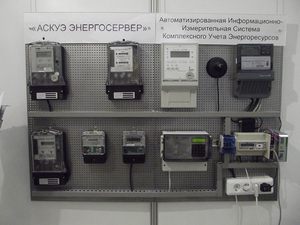 «АСКУЭ ЭНЕРГОСЕРВЕР»
Автоматизированная Информационно-
Измерительная Система
Комплексного Учета Энергоресурсов